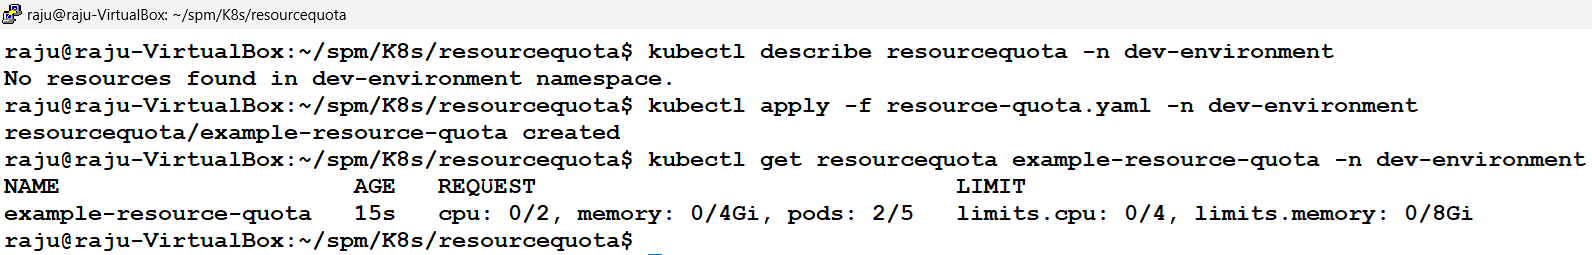 raju@raju-VirtualBox: ~/spm/K8s/resourcequota
raju@raju-VirtualBox:~/spm/K8s/resourcequota$ kubectl describe resourcequota -n dev-environment
No resources found in dev-environment namespace.
raju@raju-VirtualBox:~/spm/K8s/resourcequota$ kubectl apply -f resource-quota.yaml -n dev-environment
resourcequota/example-resource-quota created
raju@raju-VirtualBox:~/spm/K8s/resourcequota$ kubectl get resourcequota example-resource-quota -n dev-environment
NAME                     AGE   REQUEST                              LIMIT
example-resource-quota   15s   cpu: 0/2, memory: 0/4Gi, pods: 2/5   limits.cpu: 0/4, limits.memory: 0/8Gi
raju@raju-VirtualBox:~/spm/K8s/resourcequota$